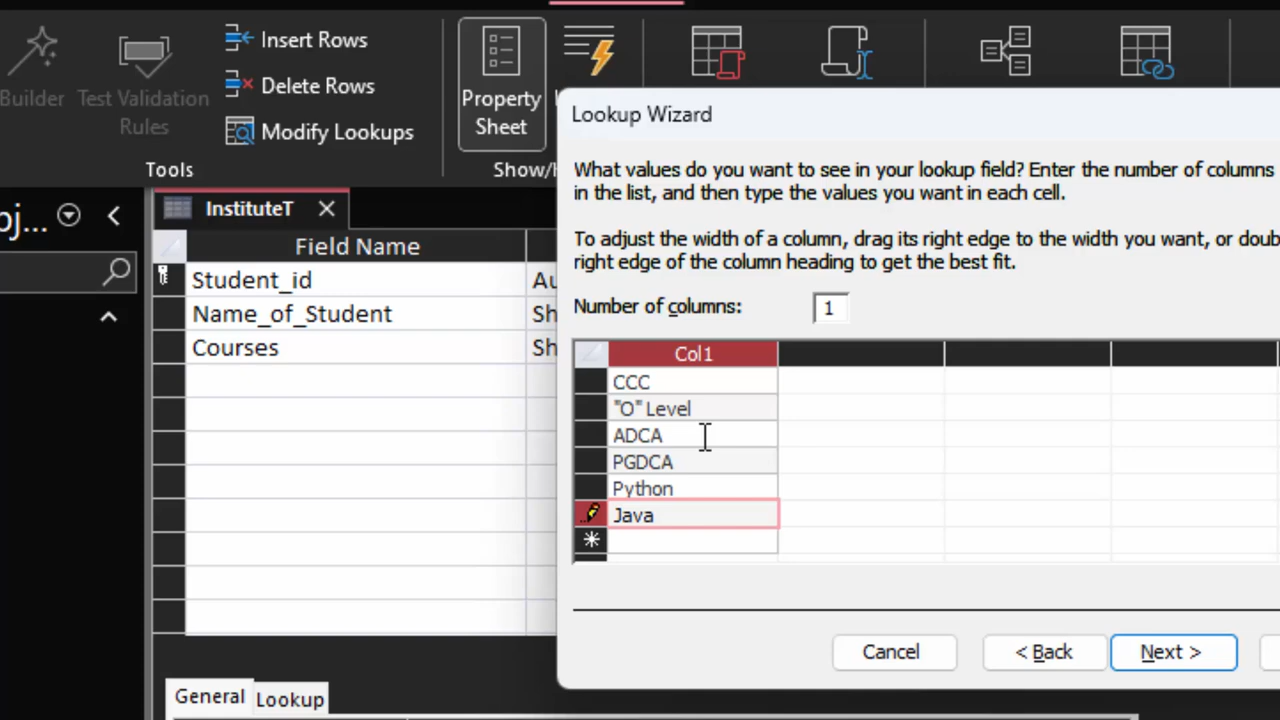 Insert Rows
Builder
Test Validation
Rules
Delete Rows
Modify Lookups
Property
Sheet
Tools
Show/
InstituteT
Field Name
Student_id
Au
Name_of_Student
Sh
Courses
Sh
General
Lookup
Lookup Wizard
What values do you want to see in your lookup field? Enter the number of columns
in the list, and then type the values you want in each cell.
To adjust the width of a column, drag its right edge to the width you want, or doub
right edge of the column heading to get the best fit.
Number of columns:
1
Col1
CCC
"O" Level
ADCA
PGDCA
Python
Java
Cancel
< Back
Next >